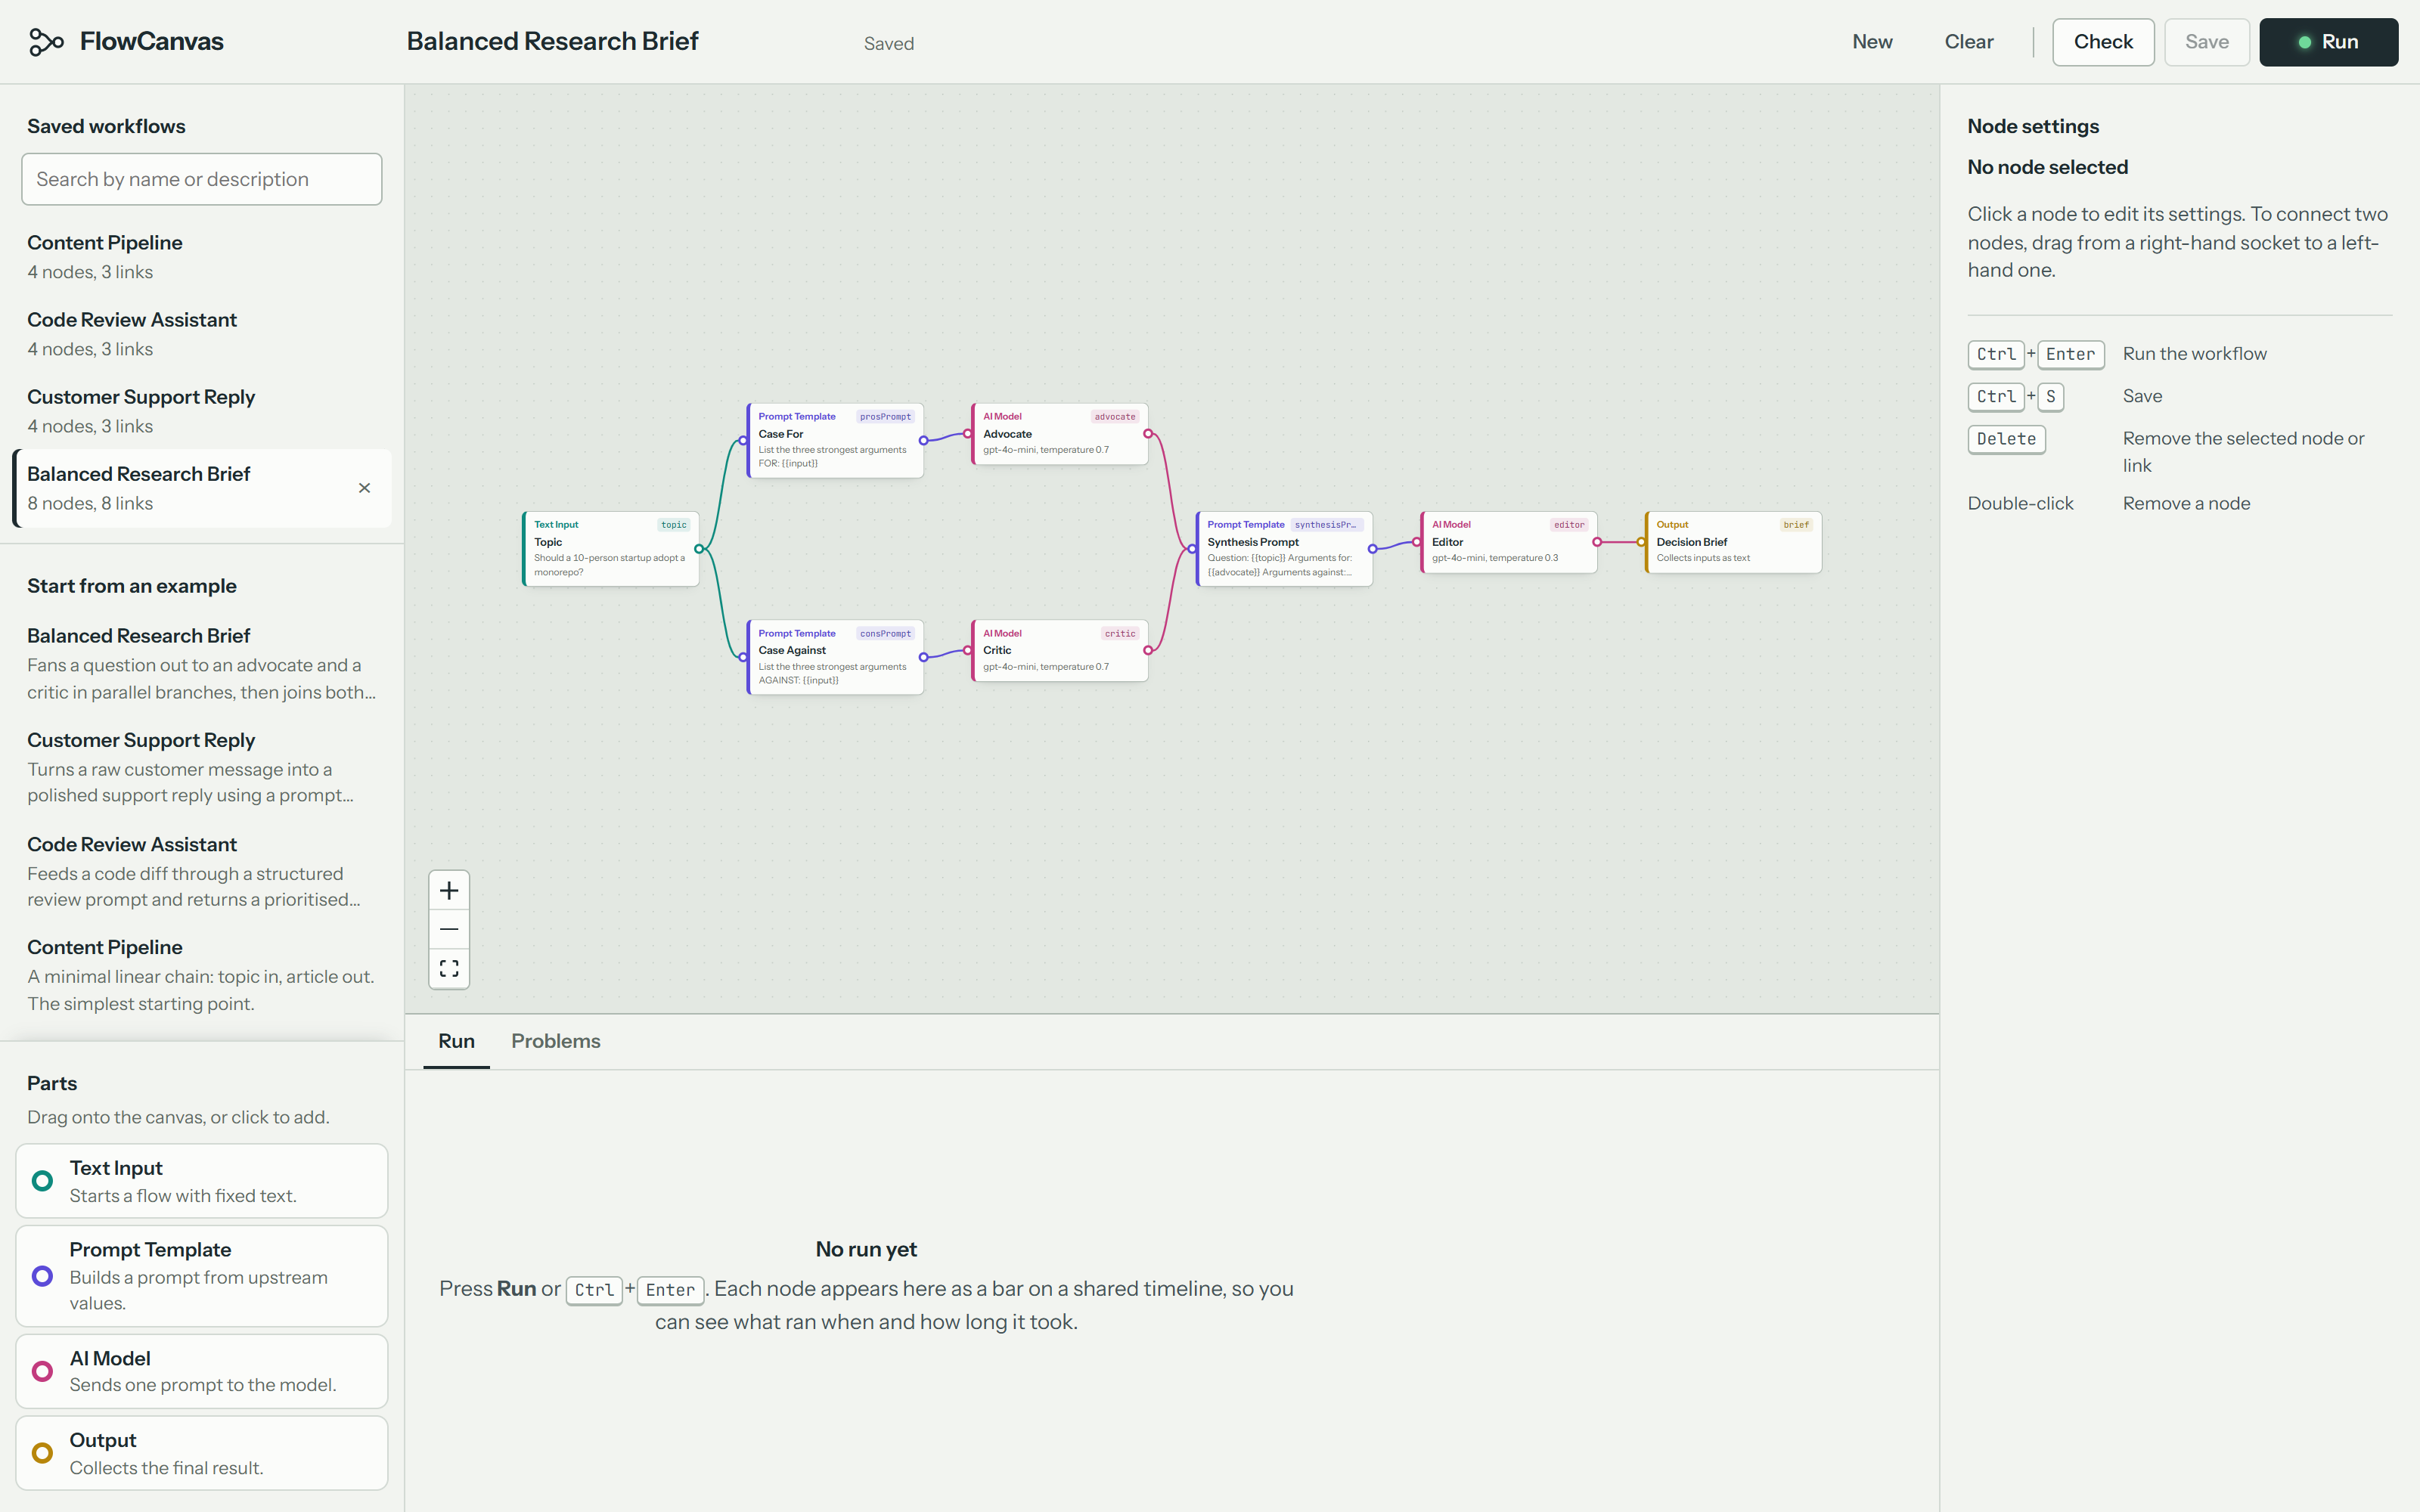 FlowCanvas
Balanced Research Brief
Saved
New
Clear
Check
Save
Run
Saved workflows
Search by name or description
Content Pipeline
4 nodes, 3 links
Code Review Assistant
4 nodes, 3 links
Customer Support Reply
4 nodes, 3 links
Balanced Research Brief
8 nodes, 8 links
Start from an example
Balanced Research Brief
Fans a question out to an advocate and a
critic in parallel branches, then joins both...
Customer Support Reply
Turns a raw customer message into a
polished support reply using a prompt...
Code Review Assistant
Feeds a code diff through a structured
review prompt and returns a prioritised...
Content Pipeline
A minimal linear chain: topic in, article out.
The simplest starting point.
Parts
Drag onto the canvas, or click to add.
Text Input
Starts a flow with fixed text.
Prompt Template
Builds a prompt from upstream
values.
AI Model
Sends one prompt to the model.
Output
Collects the final result.
Text Input topic
Topic
Should a 10-person startup adopt a
monorepo?
Prompt Template prosPrompt
Case For
List the three strongest arguments
FOR: {{input}}
AI Model advocate
Advocate
gpt-4o-mini, temperature 0.7
Prompt Template consPrompt
Case Against
List the three strongest arguments
AGAINST: {{input}}
AI Model critic
Critic
gpt-4o-mini, temperature 0.7
Prompt Template synthesisPr...
Synthesis Prompt
Question: {{topic}} Arguments for:
{{advocate}} Arguments against:...
AI Model editor
Editor
gpt-4o-mini, temperature 0.3
Output brief
Decision Brief
Collects inputs as text
Run
Problems
No run yet
Press Run or Ctrl+Enter. Each node appears here as a bar on a shared timeline, so you
can see what ran when and how long it took.
Node settings
No node selected
Click a node to edit its settings. To connect two
nodes, drag from a right-hand socket to a left-
hand one.
Ctrl+Enter Run the workflow
Ctrl+S Save
Delete Remove the selected node or
link
Double-click Remove a node